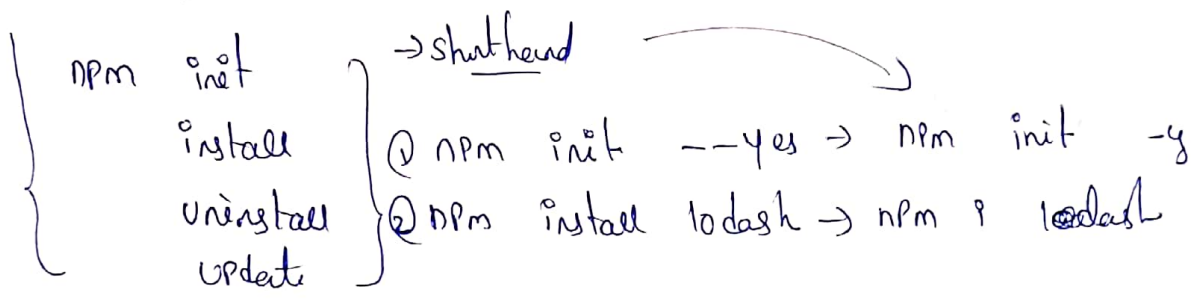 npm init
install
uninstall
update
→ shorthand
① npm init --yes → npm init -y
② npm install lodash → npm i lodash